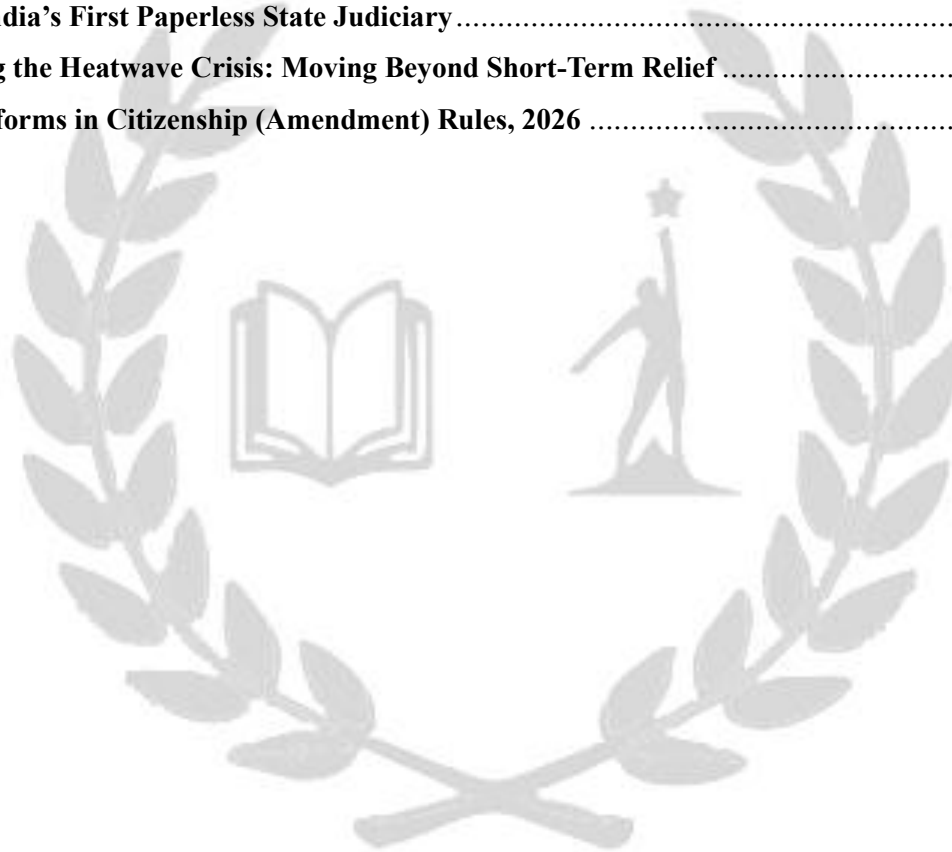 dia’s First Paperless State Judiciary.......................................................................
g the Heatwave Crisis: Moving Beyond Short-Term Relief ................................
forms in Citizenship (Amendment) Rules, 2026 ..................................................